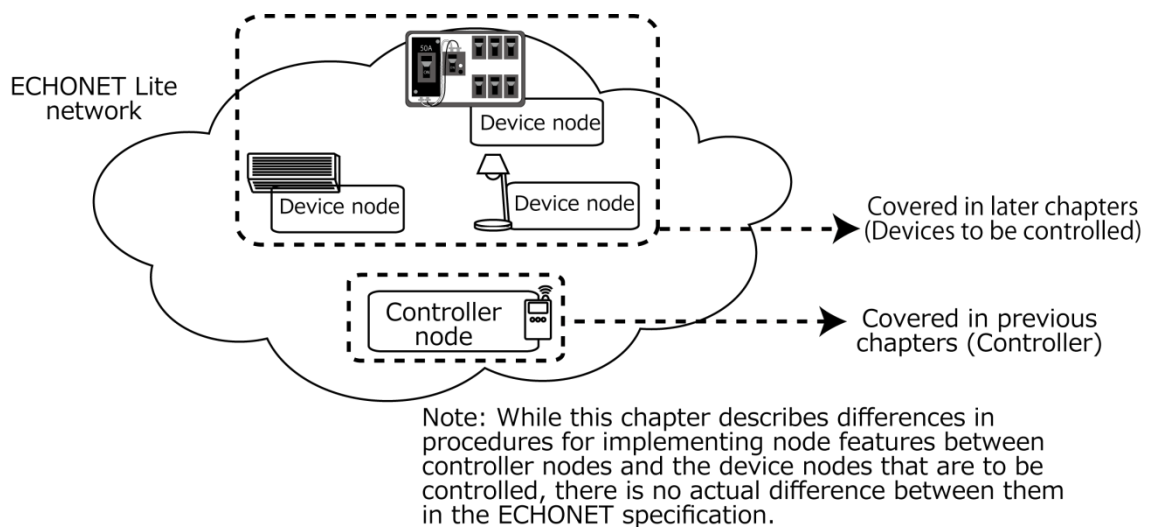 50A
ECHONET Lite
network
Device node
Device node
Device node
Covered in later chapters
(Devices to be controlled)
Controller
node
Covered in previous
chapters (Controller)
Note: While this chapter describes differences in
procedures for implementing node features between
controller nodes and the device nodes that are to be
controlled, there is no actual difference between them
in the ECHONET specification.